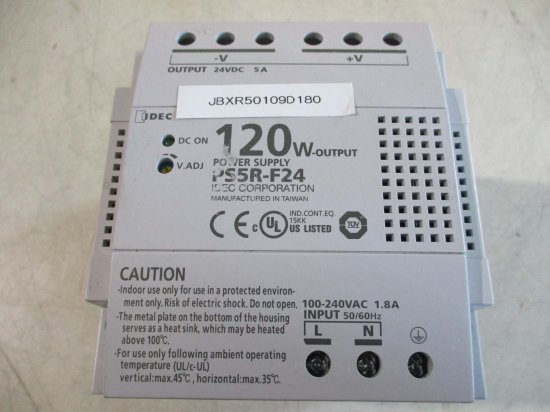 -V +V
OUTPUT 24VDC 5A
JBXR50109D180
IDEC
DC ON
120W-OUTPUT
V.ADJ
POWER SUPPLY
PS5R-F24
IDEC CORPORATION
MANUFACTURED IN TAIWAN
CE c UL US LISTED
IND.CONT.EQ.
15KK
TÜV
CAUTION
-Indoor use only for use in a protected environ-
ment only. Risk of electric shock. Do not open.
-The metal plate on the bottom of the housing
serves as a heat sink, which may be heated
above 100℃.
-For use only following ambient operating
temperature (UL/c-UL)
vertical:max.45℃, horizontal:max.35℃.
100-240VAC 1.8A
INPUT 50/60Hz
L N